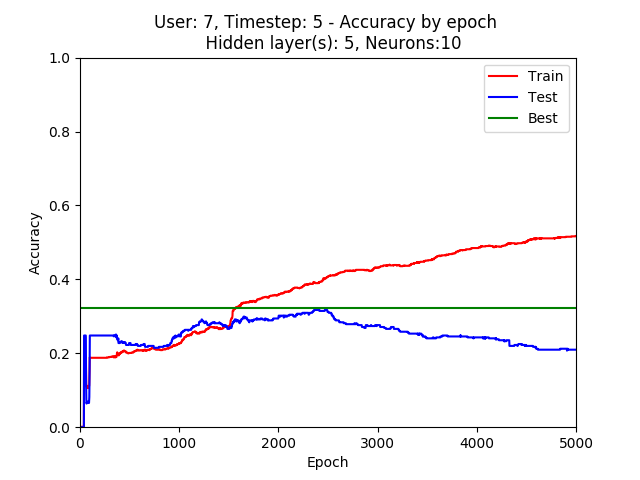 User: 7, Timestep: 5 - Accuracy by epoch
Hidden layer(s): 5, Neurons:10
1.0
0.8
0.6
0.4
0.2
0.0
Accuracy
Train
Test
Best
0 1000 2000 3000 4000 5000
Epoch